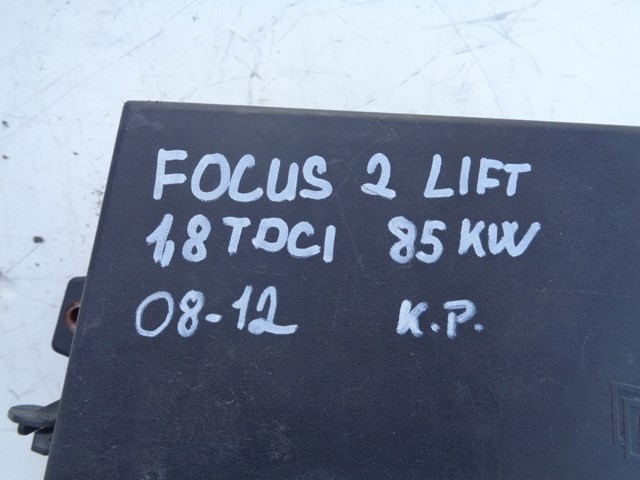 FOCUS 2 LIFT
1,8 TDCI 85 KW
08-12 K.P.